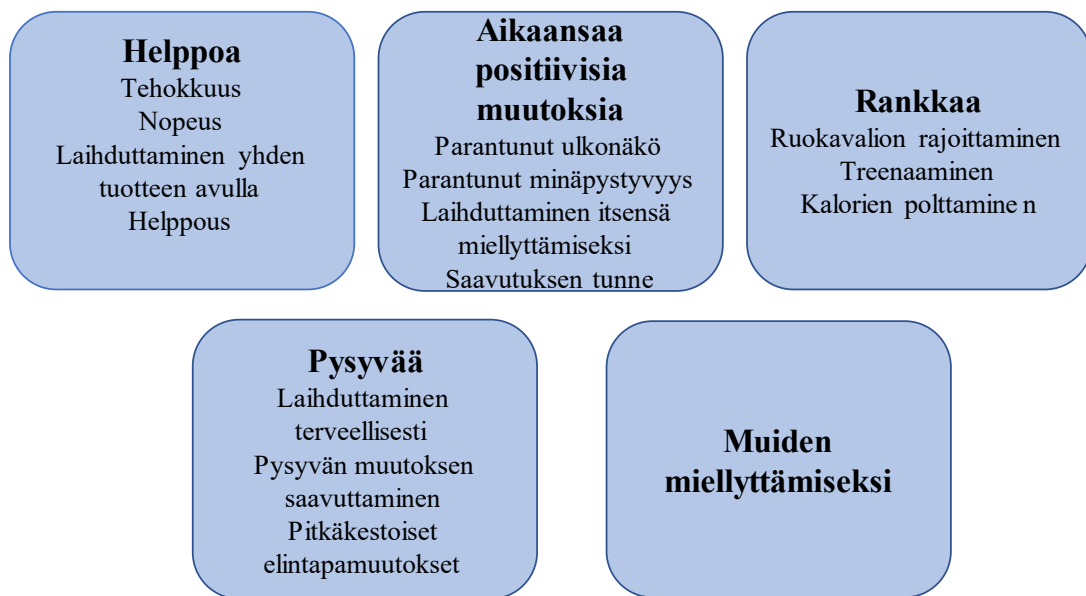 Helppoa
Tehokkuus
Nopeus
Laihduttaminen yhden
tuotteen avulla
Helppous
Aikaansaa
positiivisia
muutoksia
Parantunut ulkonäkö
Parantunut minäpystyvyys
Laihduttaminen itsensä
miellyttämiseksi
Saavutuksen tunne
Rankkaa
Ruokavalion rajoittaminen
Treenaaminen
Kalorien polttaminen
Pysyvää
Laihduttaminen
terveellisesti
Pysyvän muutoksen
saavuttaminen
Pitkäkestoiset
elintapamuutokset
Muiden
miellyttämiseksi